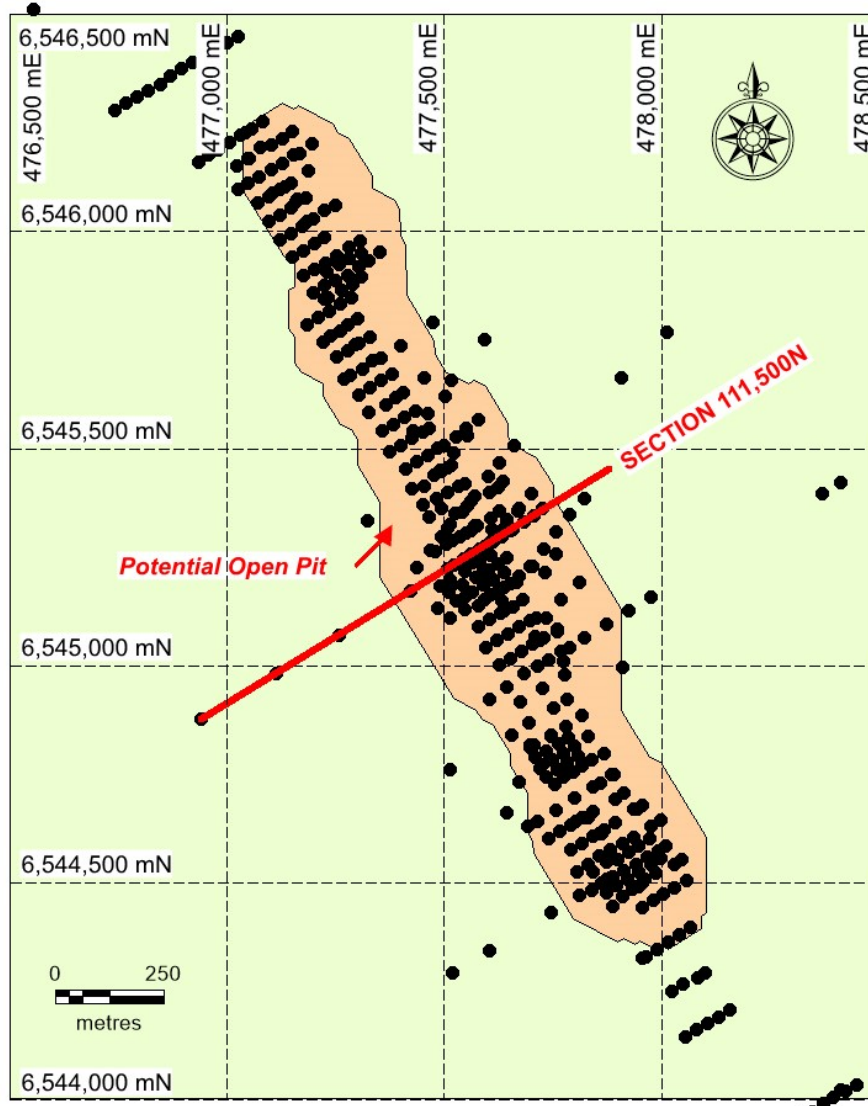 6,546,500 mN
476,500 mE
477,000 mE
477,500 mE
478,000 mE
478,500 mE
6,546,000 mN
SECTION 111,500N
6,545,500 mN
Potential Open Pit
6,545,000 mN
6,544,500 mN
0 250
metres
6,544,000 mN